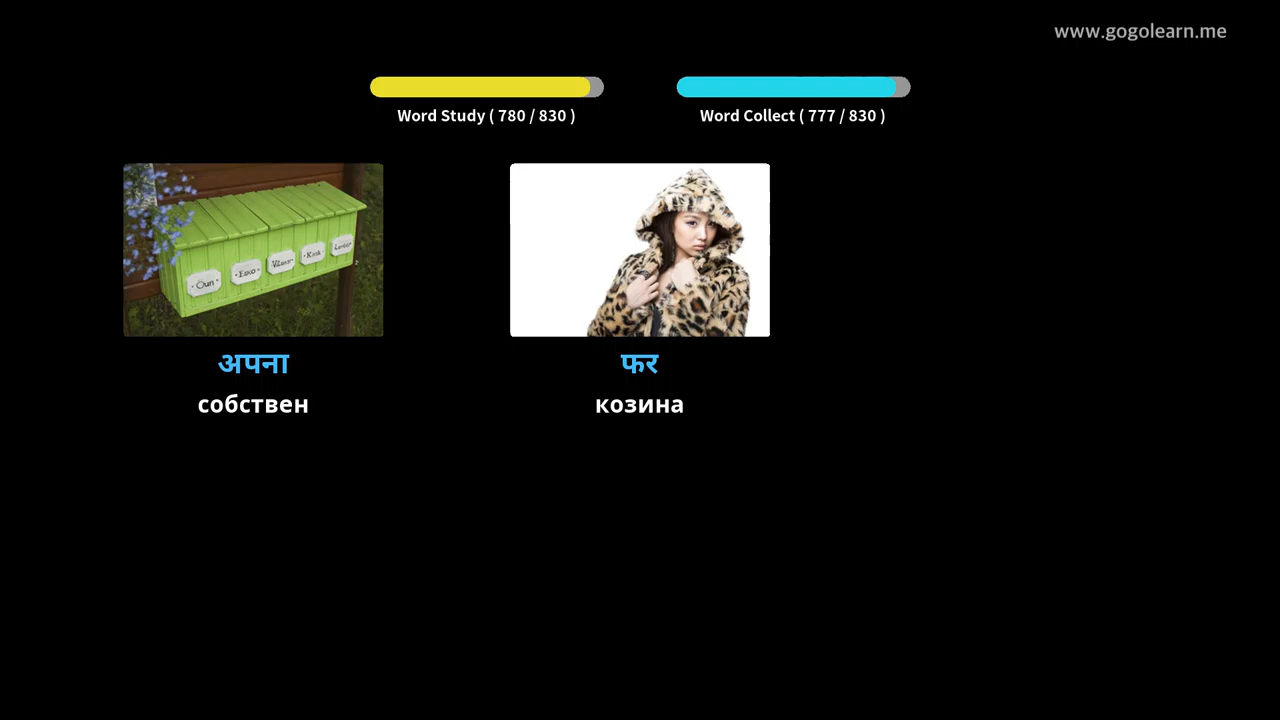 www.gogolearn.me
Word Study ( 780 / 830 )
Word Collect ( 777 / 830 )
अपना
собствен
फर
козина